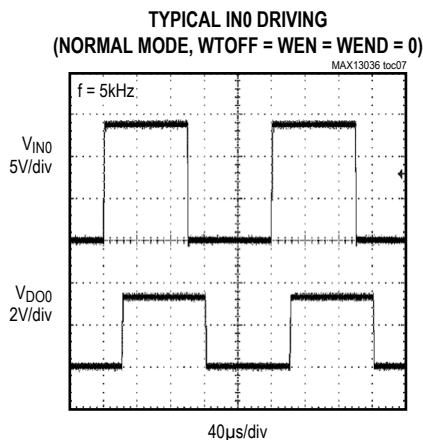 TYPICAL IN0 DRIVING
(NORMAL MODE, WTOFF = WEN = WEND = 0)
MAX13036 toc07
f = 5kHz
VIN0
5V/div
VDO0
2V/div
40µs/div